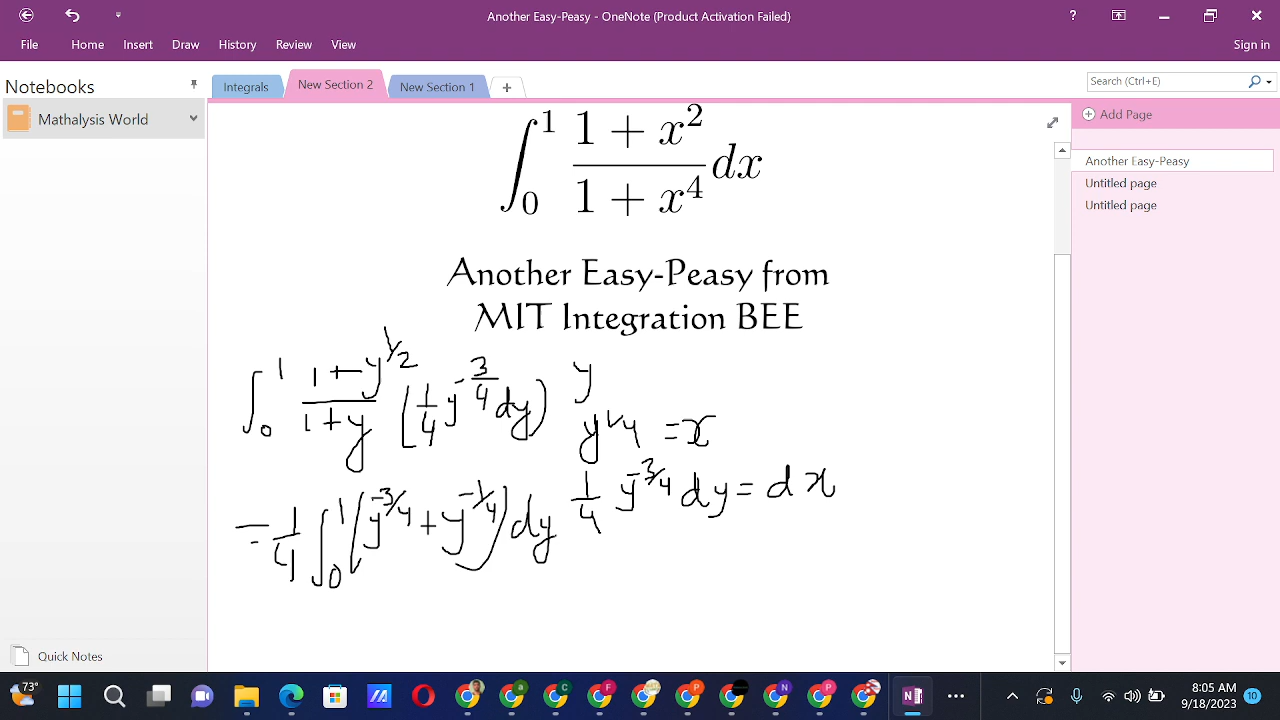 Another Easy-Peasy - OneNote (Product Activation Failed)
File Home Insert Draw History Review View
Sign in
Notebooks
Integrals New Section 2 New Section 1
Search (Ctrl+E)
Mathalysis World
Add Page
Another Easy-Peasy
Untitled page
Untitled page
∫₀¹ (1 + x²)/(1 + x⁴) dx
Another Easy-Peasy from
MIT Integration BEE
∫₀¹ (1+y^{1/2})/(1+y) (1/4 y^{-3/4} dy) y
y^{1/4} = x
1/4 y^{-3/4} dy = dx
= 1/4 ∫₀¹ (y^{-3/4} + y^{-1/4}) dy
Quick Notes
73°
8:05 AM
9/18/2023
10